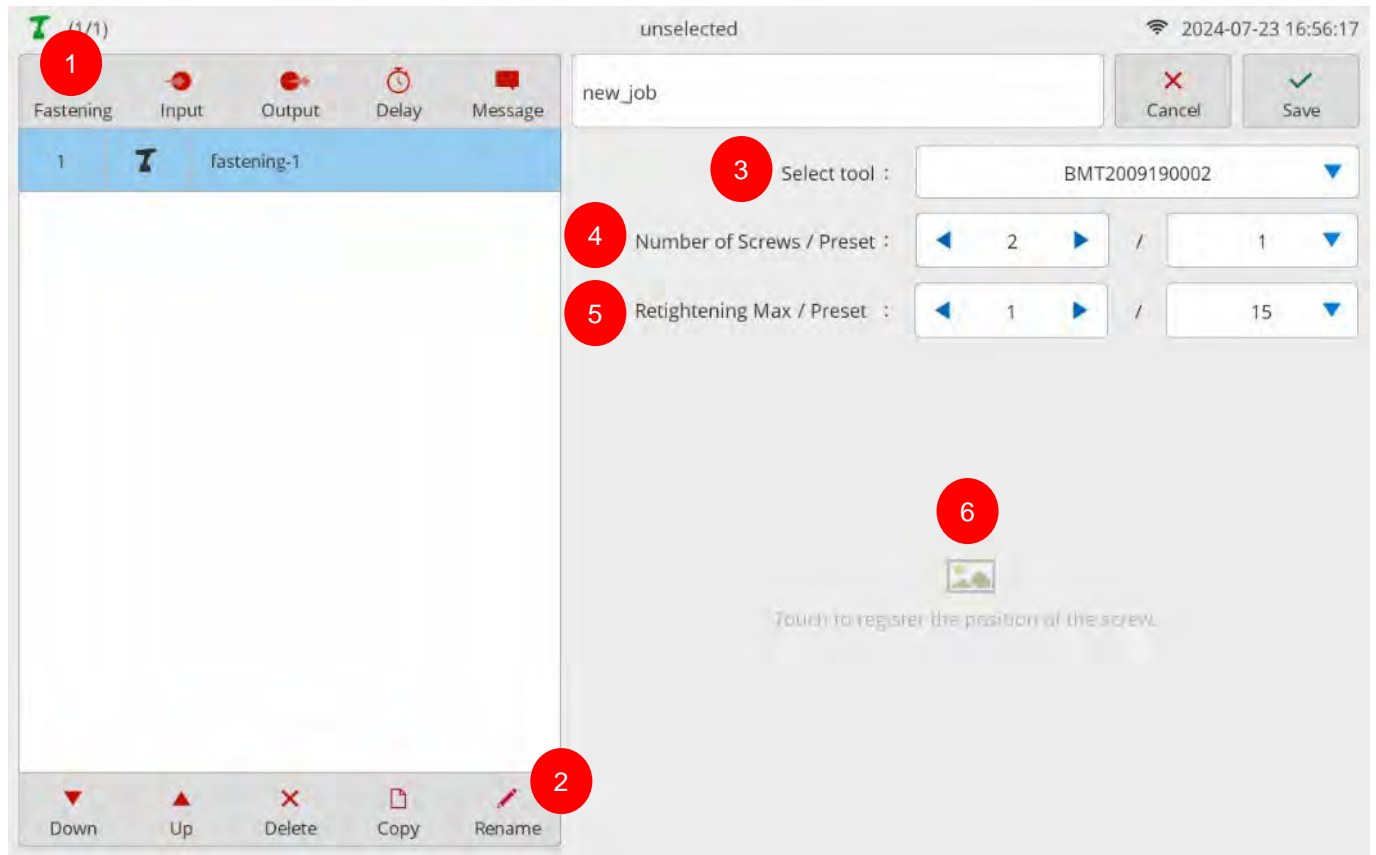 (1/1) unselected 2024-07-23 16:56:17
1
Fastening Input Output Delay Message
new_job
Cancel Save
1 fastening-1
3 Select tool : BMT2009190002
4 Number of Screws / Preset : 2 / 1
5 Retightening Max / Preset : 1 / 15
6
Touch to register the position of the screw.
2
Down Up Delete Copy Rename